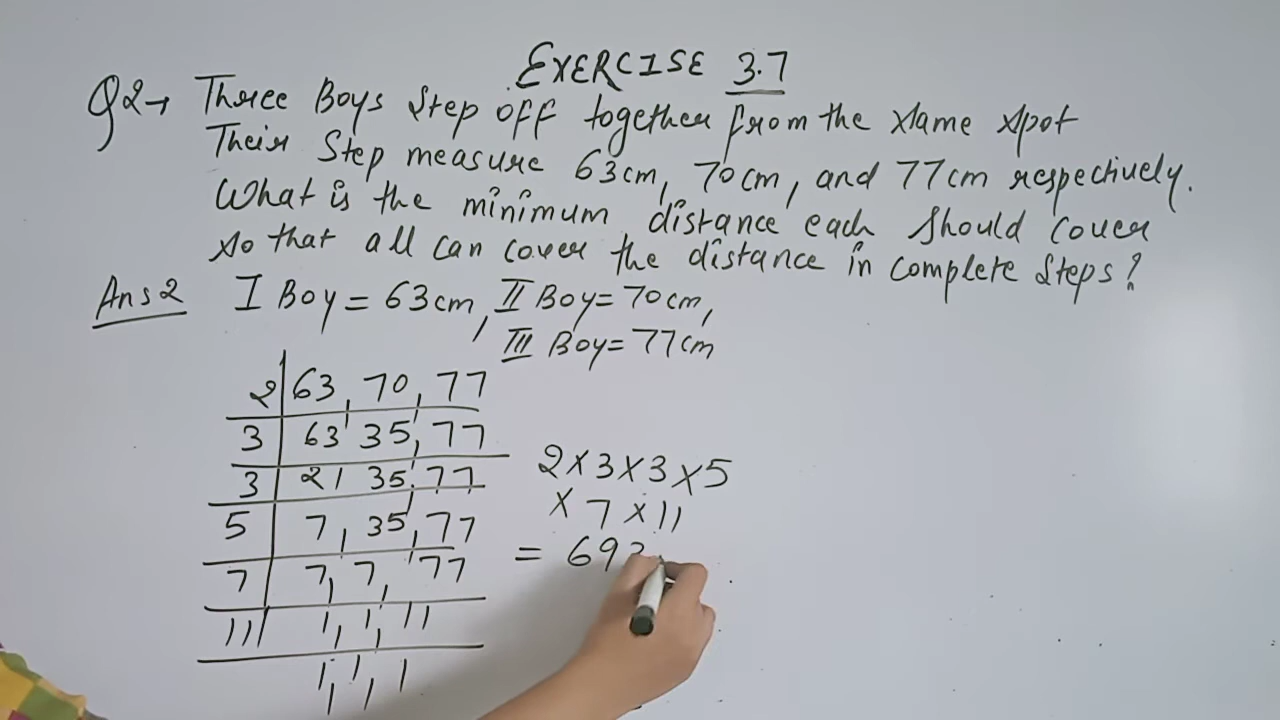 EXERCISE 3.7
Q2→ Three Boys Step off together from the same spot
Their Step measure 63cm, 70cm, and 77cm respectively.
What is the minimum distance each should cover
so that all can cover the distance in complete steps?
Ans 2 I Boy = 63cm, II Boy = 70cm,
III Boy = 77cm
2 63, 70, 77
3 63 35, 77
3 21 35, 77
5 7, 35, 77
7 7, 7, 77
11 1, 1, 11
1, 1, 1
2 × 3 × 3 × 5
× 7 × 11
= 693